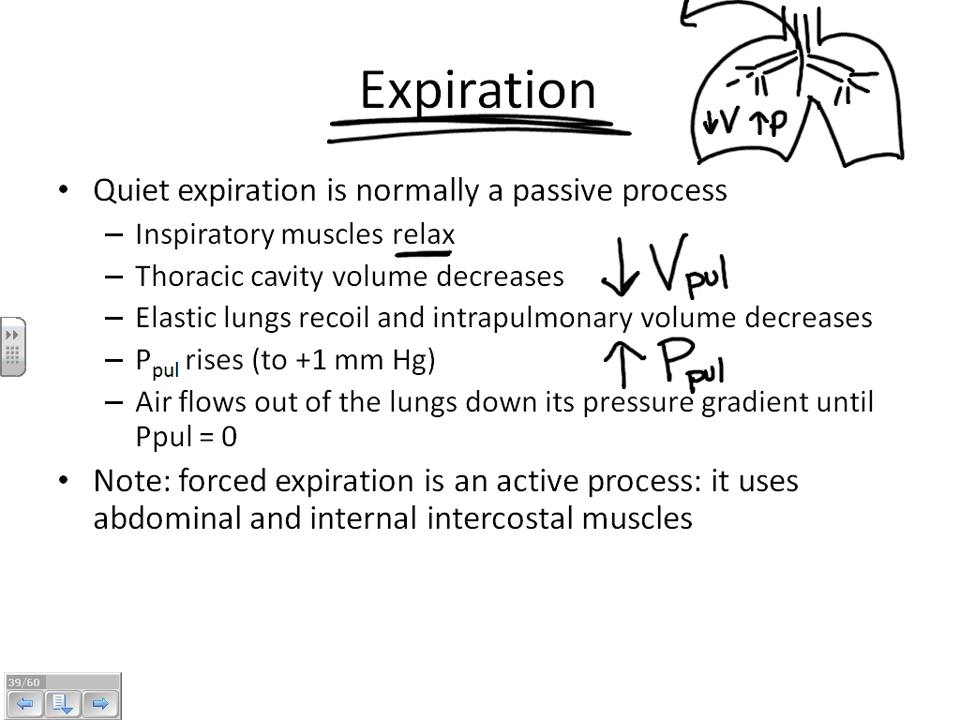 Expiration
↓V ↑P
• Quiet expiration is normally a passive process
– Inspiratory muscles relax
– Thoracic cavity volume decreases
↓ Vpul
– Elastic lungs recoil and intrapulmonary volume decreases
– Ppul rises (to +1 mm Hg)
↑ Ppul
– Air flows out of the lungs down its pressure gradient until
Ppul = 0
• Note: forced expiration is an active process: it uses
abdominal and internal intercostal muscles
39/60